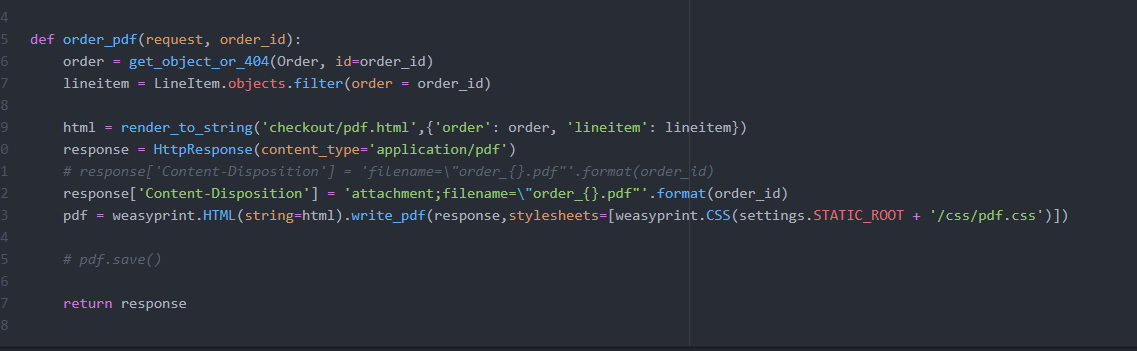 4
5 def order_pdf(request, order_id):
6     order = get_object_or_404(Order, id=order_id)
7     lineitem = LineItem.objects.filter(order = order_id)
8
9     html = render_to_string('checkout/pdf.html',{'order': order, 'lineitem': lineitem})
0     response = HttpResponse(content_type='application/pdf')
1     # response['Content-Disposition'] = 'filename=\"order_{}.pdf"'.format(order_id)
2     response['Content-Disposition'] = 'attachment;filename=\"order_{}.pdf"'.format(order_id)
3     pdf = weasyprint.HTML(string=html).write_pdf(response,stylesheets=[weasyprint.CSS(settings.STATIC_ROOT + '/css/pdf.css')])
4
5     # pdf.save()
6
7     return response
8